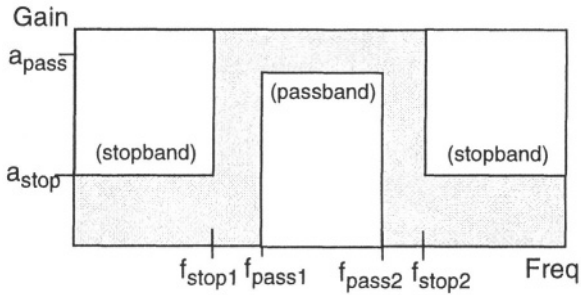 Gain
a_pass
(passband)
(stopband)
(stopband)
a_stop
f_stop1
f_pass1
f_pass2
f_stop2
Freq